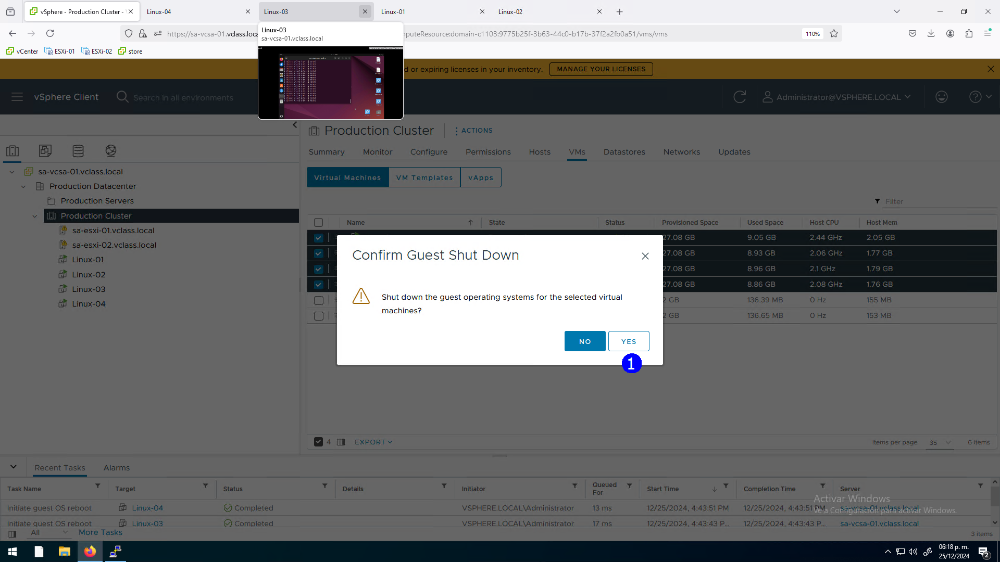 vSphere - Production Cluster -
Linux-04
Linux-03
Linux-01
Linux-02
Linux-03
sa-vcsa-01.vclass.local
https://sa-vcsa-01.vclass.loca
puteResource:domain-c1103:9775b25f-3b63-44c0-b17b-37f2a2fb0a51/vms/vms
110%
vCenter
ESXi-01
ESXi-02
store
d or expiring licenses in your inventory.
MANAGE YOUR LICENSES
vSphere Client
Search in all environments
Administrator@VSPHERE.LOCAL
Production Cluster
ACTIONS
Summary
Monitor
Configure
Permissions
Hosts
VMs
Datastores
Networks
Updates
Virtual Machines
VM Templates
vApps
sa-vcsa-01.vclass.local
Production Datacenter
Production Servers
Production Cluster
sa-esxi-01.vclass.local
sa-esxi-02.vclass.local
Linux-01
Linux-02
Linux-03
Linux-04
Filter
Name State Status Provisioned Space Used Space Host CPU Host Mem
27.08 GB 9.05 GB 2.44 GHz 2.05 GB
27.08 GB 8.93 GB 2.06 GHz 1.77 GB
27.08 GB 8.96 GB 2.1 GHz 1.79 GB
27.08 GB 8.86 GB 2.08 GHz 1.76 GB
2 GB 136.39 MB 0 Hz 155 MB
2 GB 136.65 MB 0 Hz 153 MB
Confirm Guest Shut Down
Shut down the guest operating systems for the selected virtual
machines?
NO
YES
1
4
EXPORT
Items per page
35
6 items
Recent Tasks
Alarms
Task Name Target Status Details Initiator Queued For Start Time Completion Time Server
Initiate guest OS reboot Linux-04 Completed VSPHERE.LOCAL\Administrator 13 ms 12/25/2024, 4:43:51 PM 12/25/2024, 4:43:51 PM sa-vcsa-01.vclass.local
Initiate guest OS reboot Linux-03 Completed VSPHERE.LOCAL\Administrator 17 ms 12/25/2024, 4:43:43 P... 12/25/2024, 4:43:43 P... sa-vcsa-01.vclass.local
Activar Windows
Ve a Configuración para activar Windows.
All
More Tasks
3 items
06:18 p. m.
25/12/2024
2